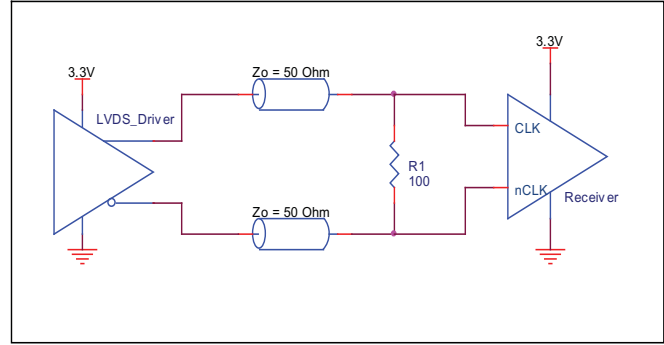 3.3V
3.3V
Zo = 50 Ohm
LVDS_Driver
CLK
R1
100
nCLK
Receiver
Zo = 50 Ohm